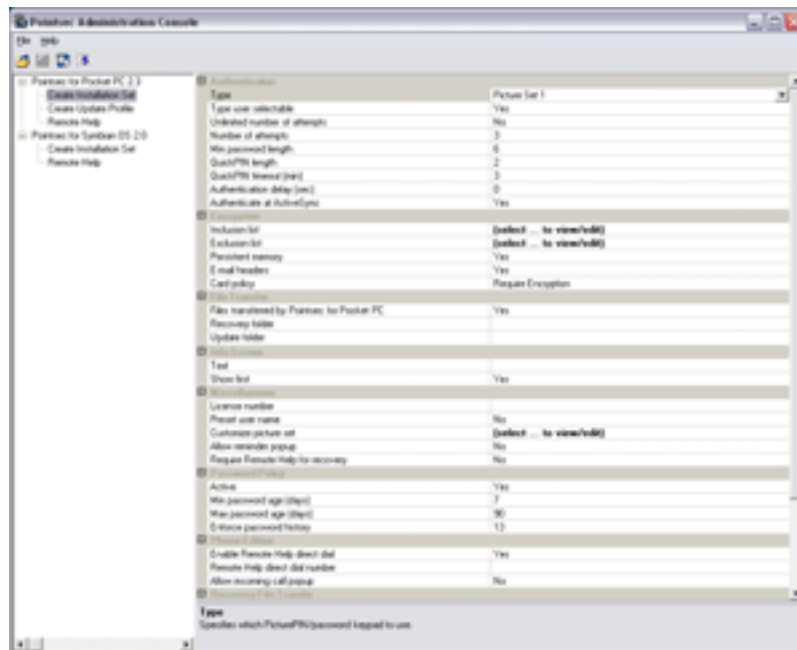 Pointsec Administration Console
File Help
Pointsec for Pocket PC 2.3
Create Installation Set
Create Update Profile
Remote Help
Pointsec for Symbian OS 2.0
Create Installation Set
Remote Help
Authentication
Type Picture Set 1
Type user selectable Yes
Unlimited number of attempts No
Number of attempts 3
Min password length 6
QuickPIN length 2
QuickPIN timeout (min) 3
Authentication delay (sec) 0
Authenticate at ActiveSync Yes
Encryption
Inclusion list (select ... to view/edit)
Exclusion list (select ... to view/edit)
Persistent memory Yes
E-mail headers Yes
Card policy Require Encryption
File Transfer
Files transferred by Pointsec for Pocket PC Yes
Recovery folder
Update folder
Info Screen
Text
Show first Yes
Miscellaneous
License number
Preset user name No
Customize picture set (select ... to view/edit)
Allow reminder popup No
Require Remote Help for recovery No
Password Policy
Active Yes
Min password age (days) 7
Max password age (days) 90
Enforce password history 13
Phone Edition
Enable Remote Help direct dial Yes
Remote Help direct dial number
Allow incoming call popup No
Recovery File Transfer
Type
Specifies which PicturePIN/password keypad to use.